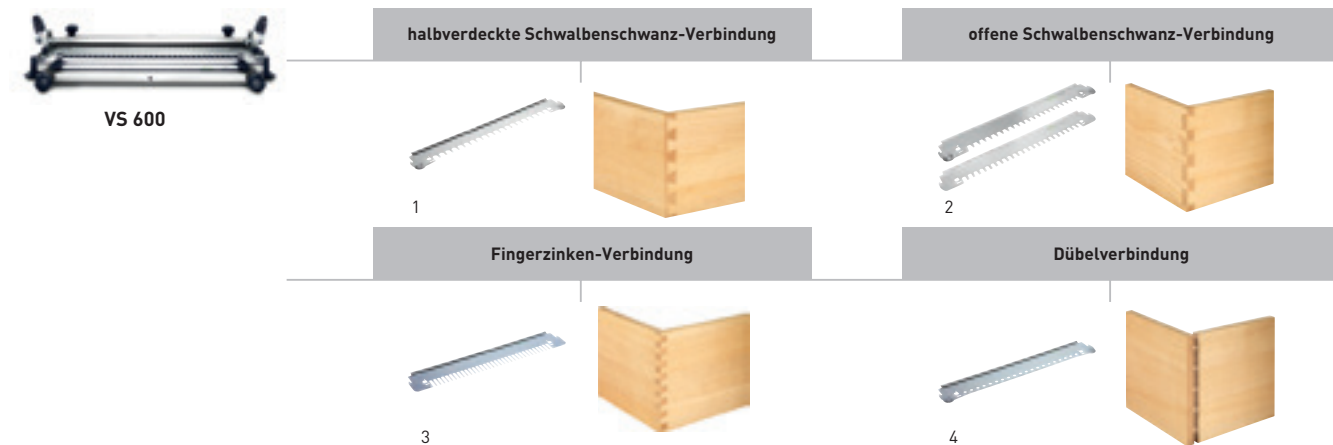 VS 600
halbverdeckte Schwalbenschwanz-Verbindung
offene Schwalbenschwanz-Verbindung
1
2
Fingerzinken-Verbindung
Dübelverbindung
3
4